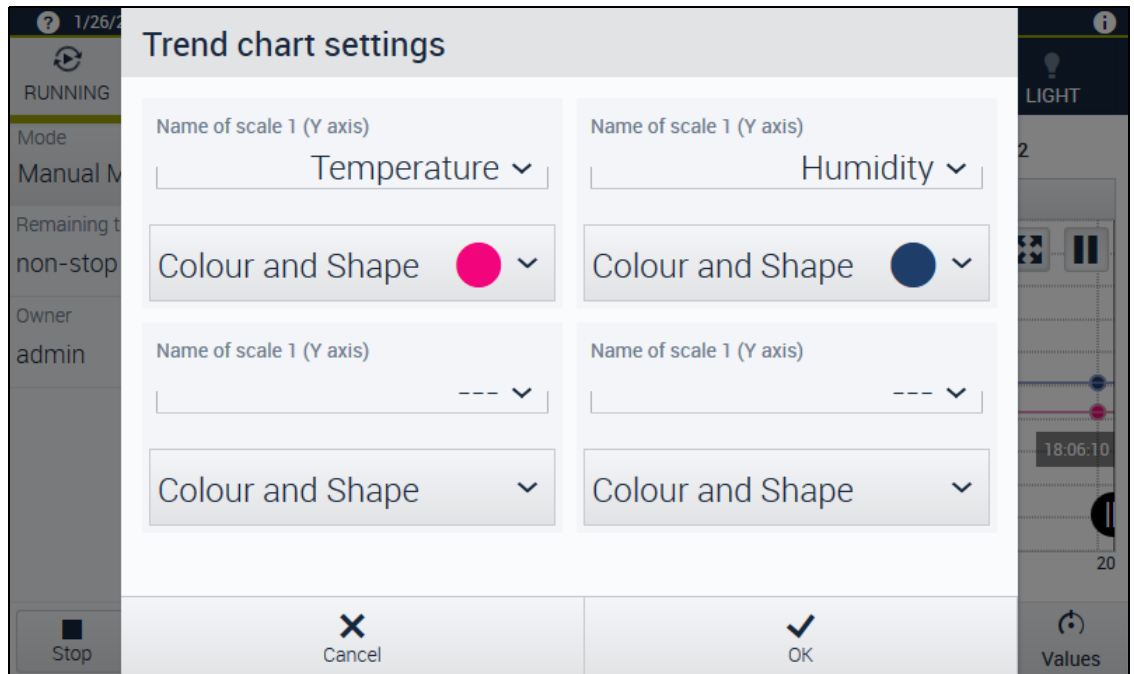 ? 1/26/2
i
Trend chart settings
RUNNING
LIGHT
Name of scale 1 (Y axis)
Name of scale 1 (Y axis)
Temperature
Humidity
Mode
Manual M
2
Remaining t
non-stop
Colour and Shape
Colour and Shape
Owner
admin
Name of scale 1 (Y axis)
Name of scale 1 (Y axis)
---
---
18:06:10
Colour and Shape
Colour and Shape
20
Stop
Cancel
OK
Values